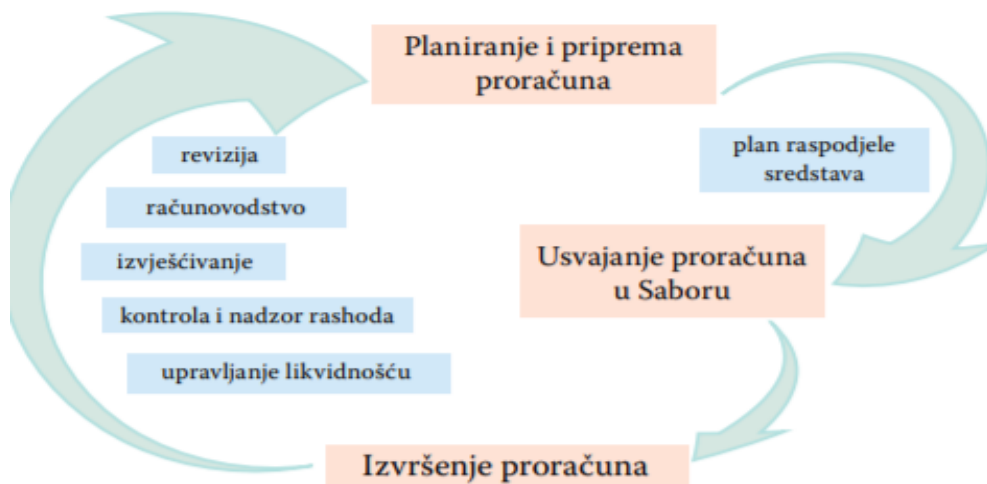 Planiranje i priprema
proračuna
revizija
plan raspodjele
sredstava
računovodstvo
izvješćivanje
Usvajanje proračuna
u Saboru
kontrola i nadzor rashoda
upravljanje likvidnošću
Izvršenje proračuna